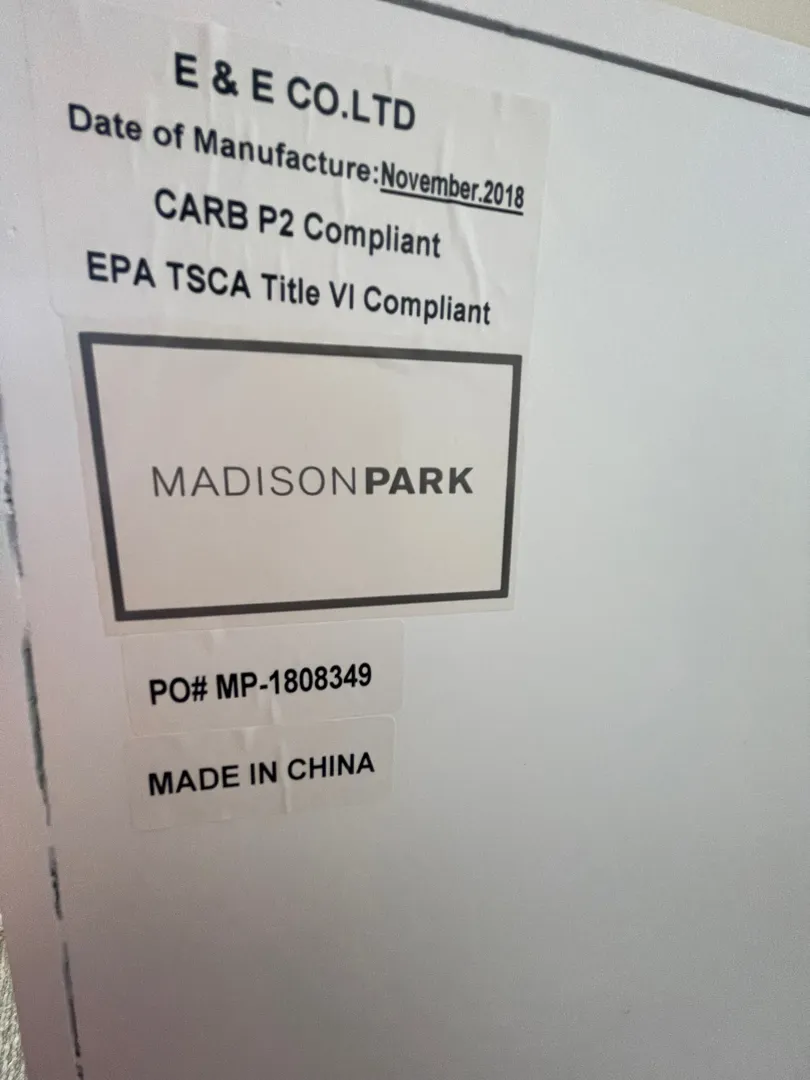 E & E CO.LTD
Date of Manufacture:November.2018
CARB P2 Compliant
EPA TSCA Title VI Compliant
MADISONPARK
PO# MP-1808349
MADE IN CHINA